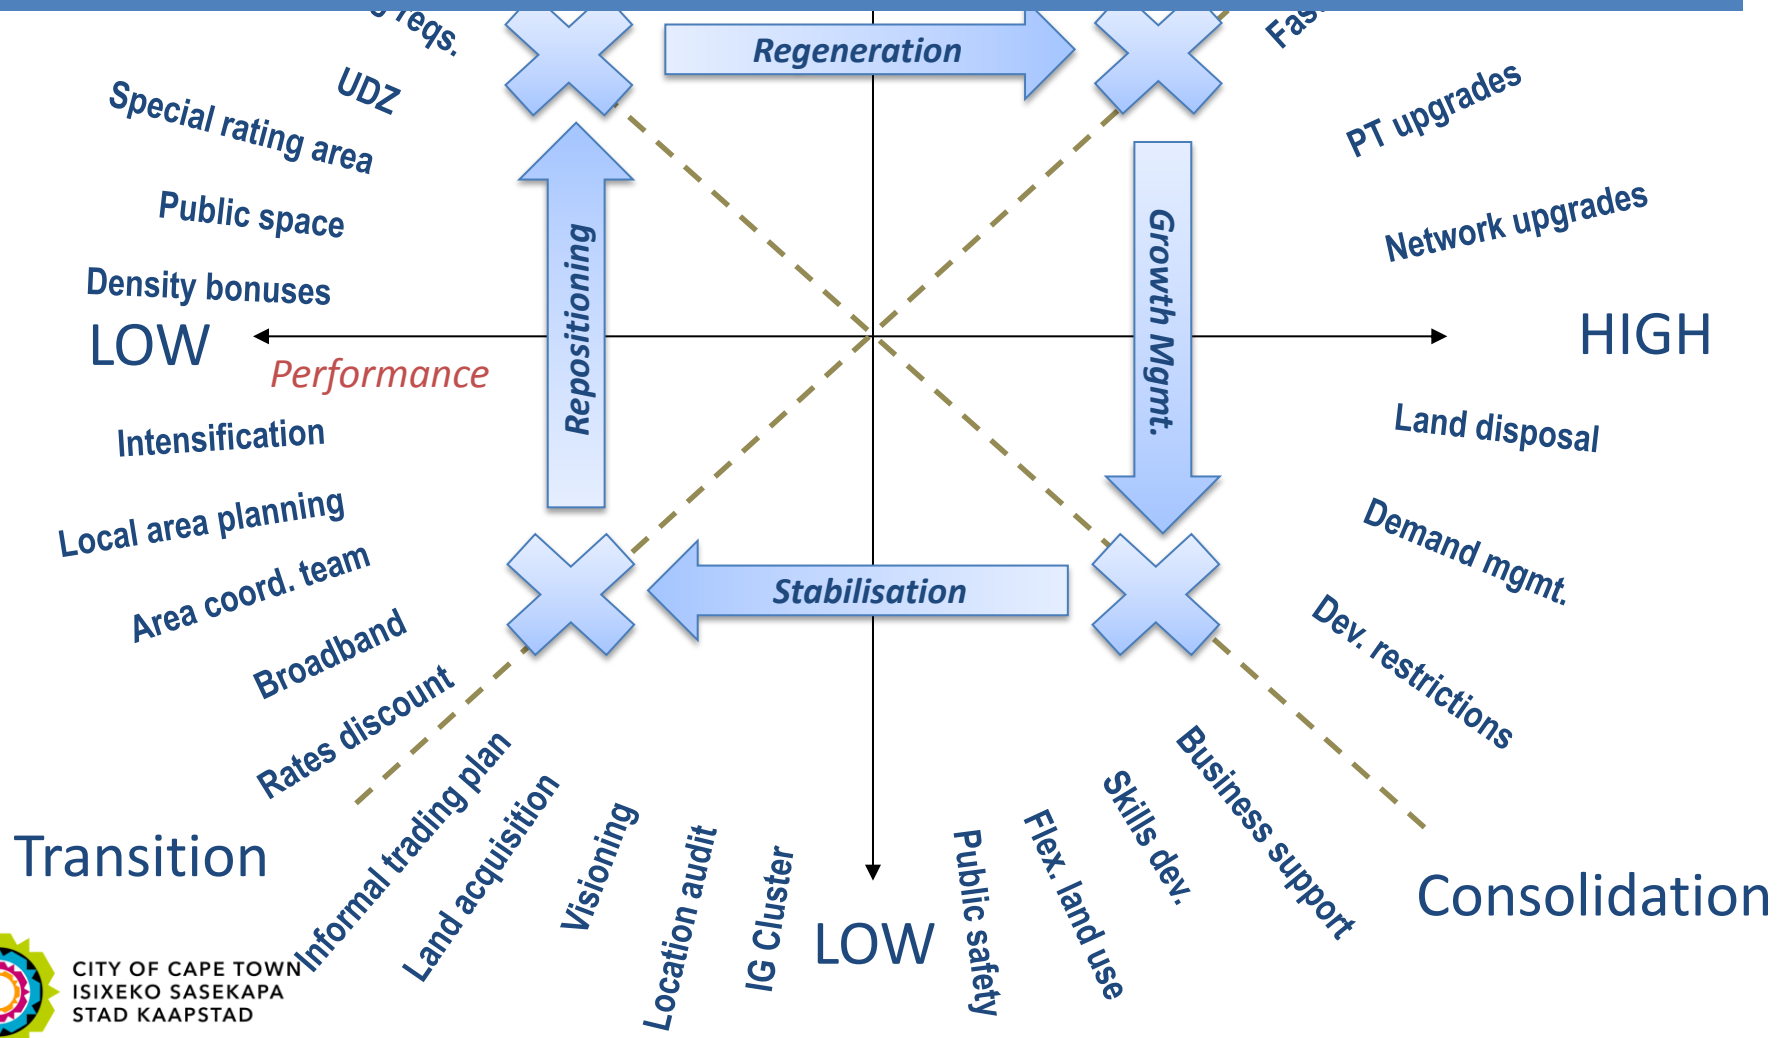 reqs.
UDZ
Special rating area
Public space
Density bonuses
LOW
Performance
Intensification
Local area planning
Area coord. team
Broadband
Rates discount
Transition
Informal trading plan
Land acquisition
Visioning
Location audit
IG Cluster
LOW
Public safety
Flex. land use
Skills dev.
Business support
Consolidation
Dev. restrictions
Demand mgmt.
Land disposal
HIGH
Network upgrades
PT upgrades
Regeneration
Growth Mgmt.
Stabilisation
Repositioning
CITY OF CAPE TOWN
ISIXEKO SASEKAPA
STAD KAAPSTAD